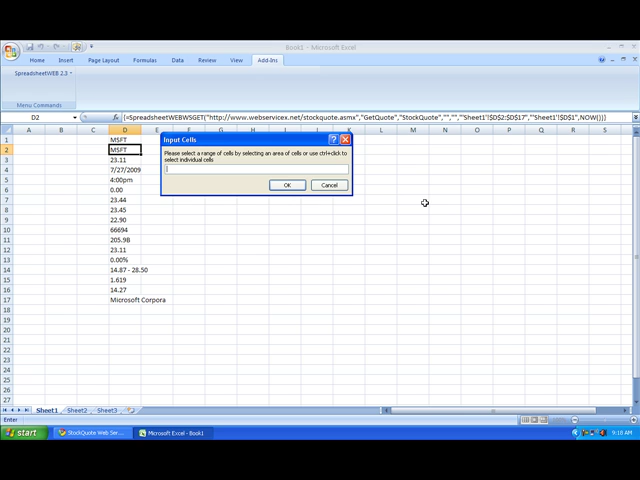 Book1 - Microsoft Excel
Home Insert Page Layout Formulas Data Review View Add-Ins
SpreadsheetWEB 2.3
Menu Commands
D2 {=SpreadsheetWEBWSGET("http://www.webservicex.net/stockquote.asmx","GetQuote","StockQuote","","","'Sheet1'!$D$2:$D$17","'Sheet1'!$D$1",NOW())}
A B C D E F G H I J K L M N O P Q R S
1 MSFT
2 MSFT
3 23.11
4 7/27/2009
5 4:00pm
6 0.00
7 23.44
8 23.45
9 22.90
10 66694
11 205.9B
12 23.11
13 0.00%
14 14.87 - 28.50
15 1.619
16 14.27
17 Microsoft Corpora
18
19
20
21
22
23
24
25
26
27
Input Cells
Please select a range of cells by selecting an area of cells or use ctrl+click to
select individual cells
OK Cancel
Sheet1 Sheet2 Sheet3
Enter 100%
start StockQuote Web Ser... Microsoft Excel - Book1 9:18 AM